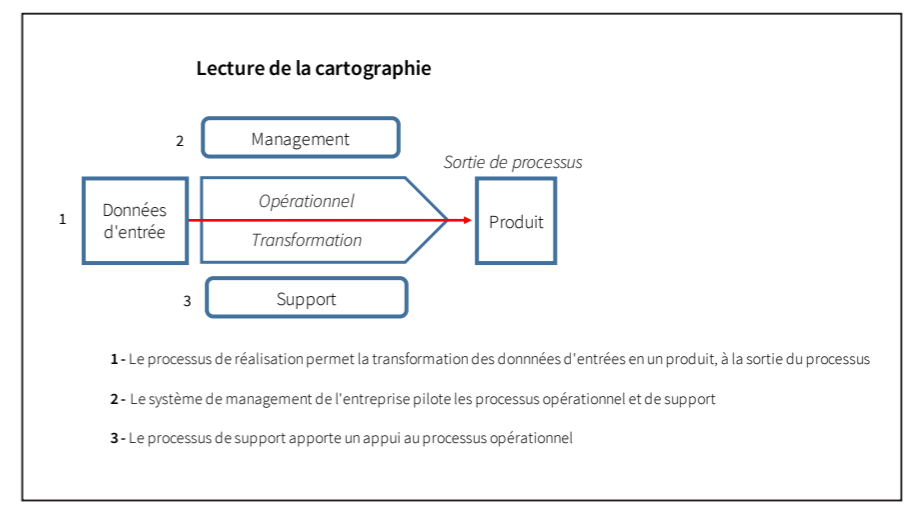 Lecture de la cartographie
2
Management
Sortie de processus
1
Données
d'entrée
Opérationnel
Transformation
Produit
3
Support
1 - Le processus de réalisation permet la transformation des donnnées d'entrées en un produit, à la sortie du processus
2 - Le système de management de l'entreprise pilote les processus opérationnel et de support
3 - Le processus de support apporte un appui au processus opérationnel